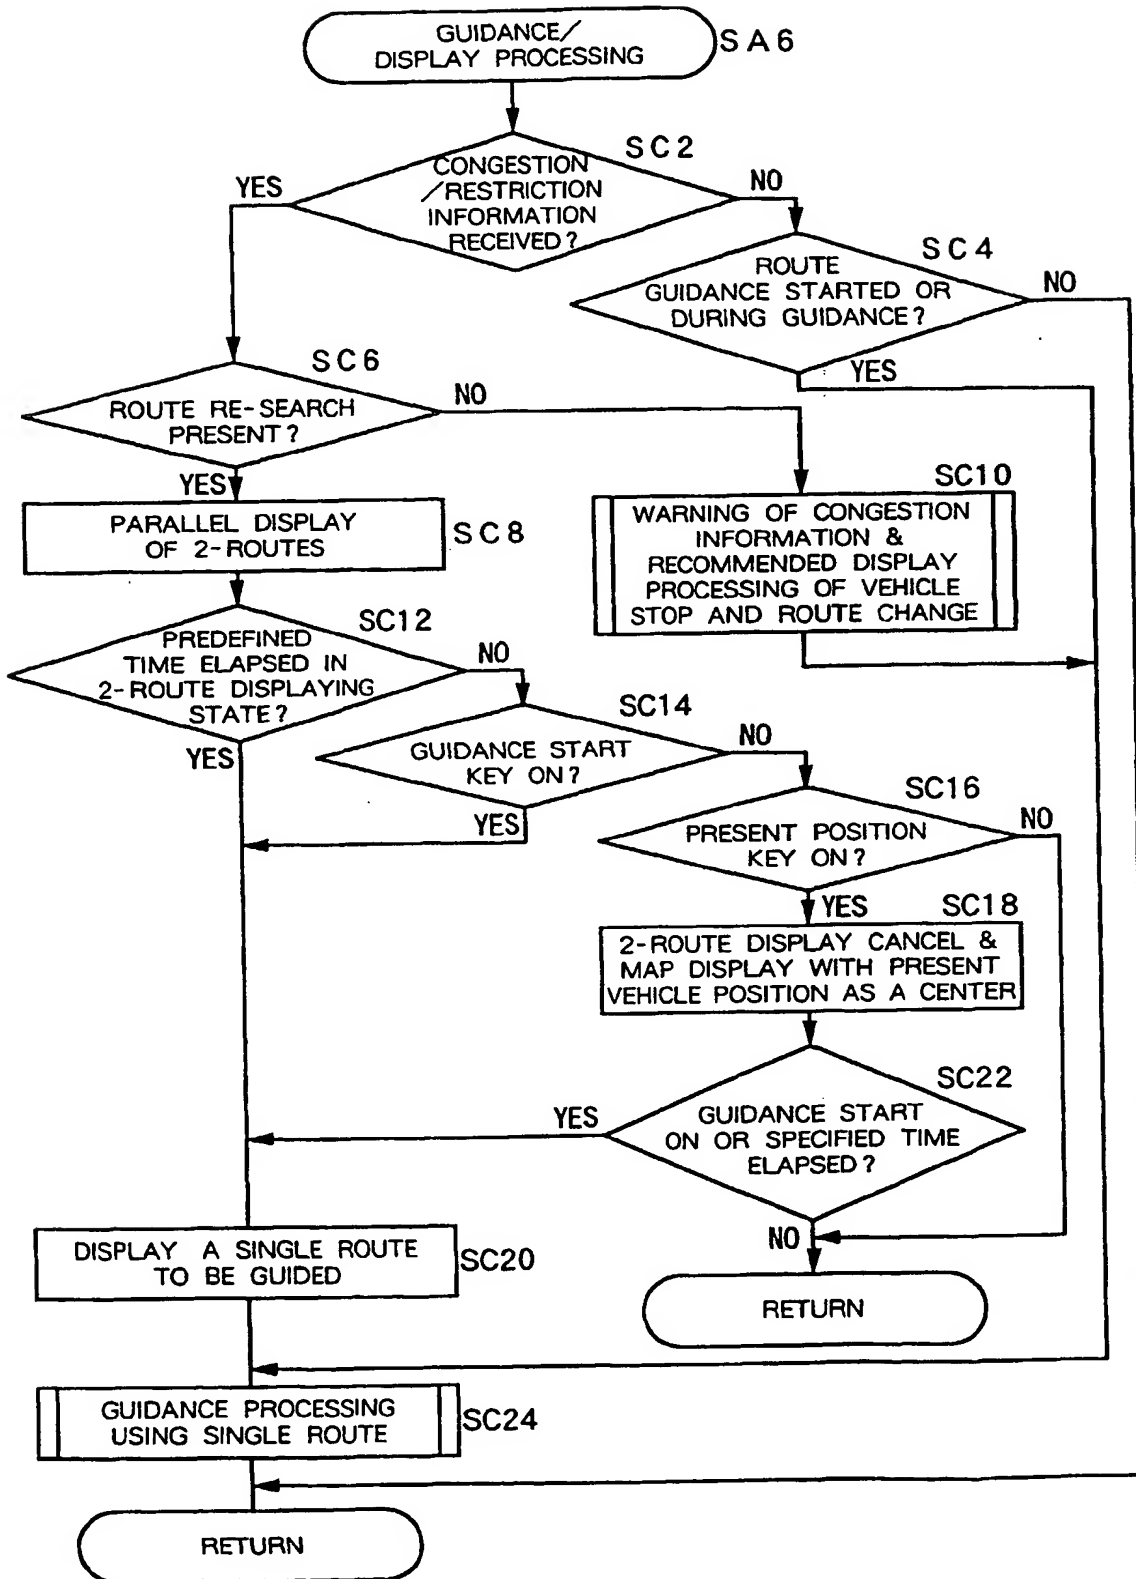 GUIDANCE/
DISPLAY PROCESSING
SA6
CONGESTION
/RESTRICTION
INFORMATION
RECEIVED?
SC2
YES
NO
ROUTE
GUIDANCE STARTED OR
DURING GUIDANCE?
SC4
NO
YES
ROUTE RE-SEARCH
PRESENT?
SC6
NO
YES
PARALLEL DISPLAY
OF 2-ROUTES
SC8
SC10
WARNING OF CONGESTION
INFORMATION &
RECOMMENDED DISPLAY
PROCESSING OF VEHICLE
STOP AND ROUTE CHANGE
PREDEFINED
TIME ELAPSED IN
2-ROUTE DISPLAYING
STATE?
SC12
NO
YES
GUIDANCE START
KEY ON?
SC14
NO
YES
PRESENT POSITION
KEY ON?
SC16
NO
YES
SC18
2-ROUTE DISPLAY CANCEL &
MAP DISPLAY WITH PRESENT
VEHICLE POSITION AS A CENTER
GUIDANCE START
ON OR SPECIFIED TIME
ELAPSED?
SC22
YES
NO
RETURN
DISPLAY A SINGLE ROUTE
TO BE GUIDED
SC20
GUIDANCE PROCESSING
USING SINGLE ROUTE
SC24
RETURN